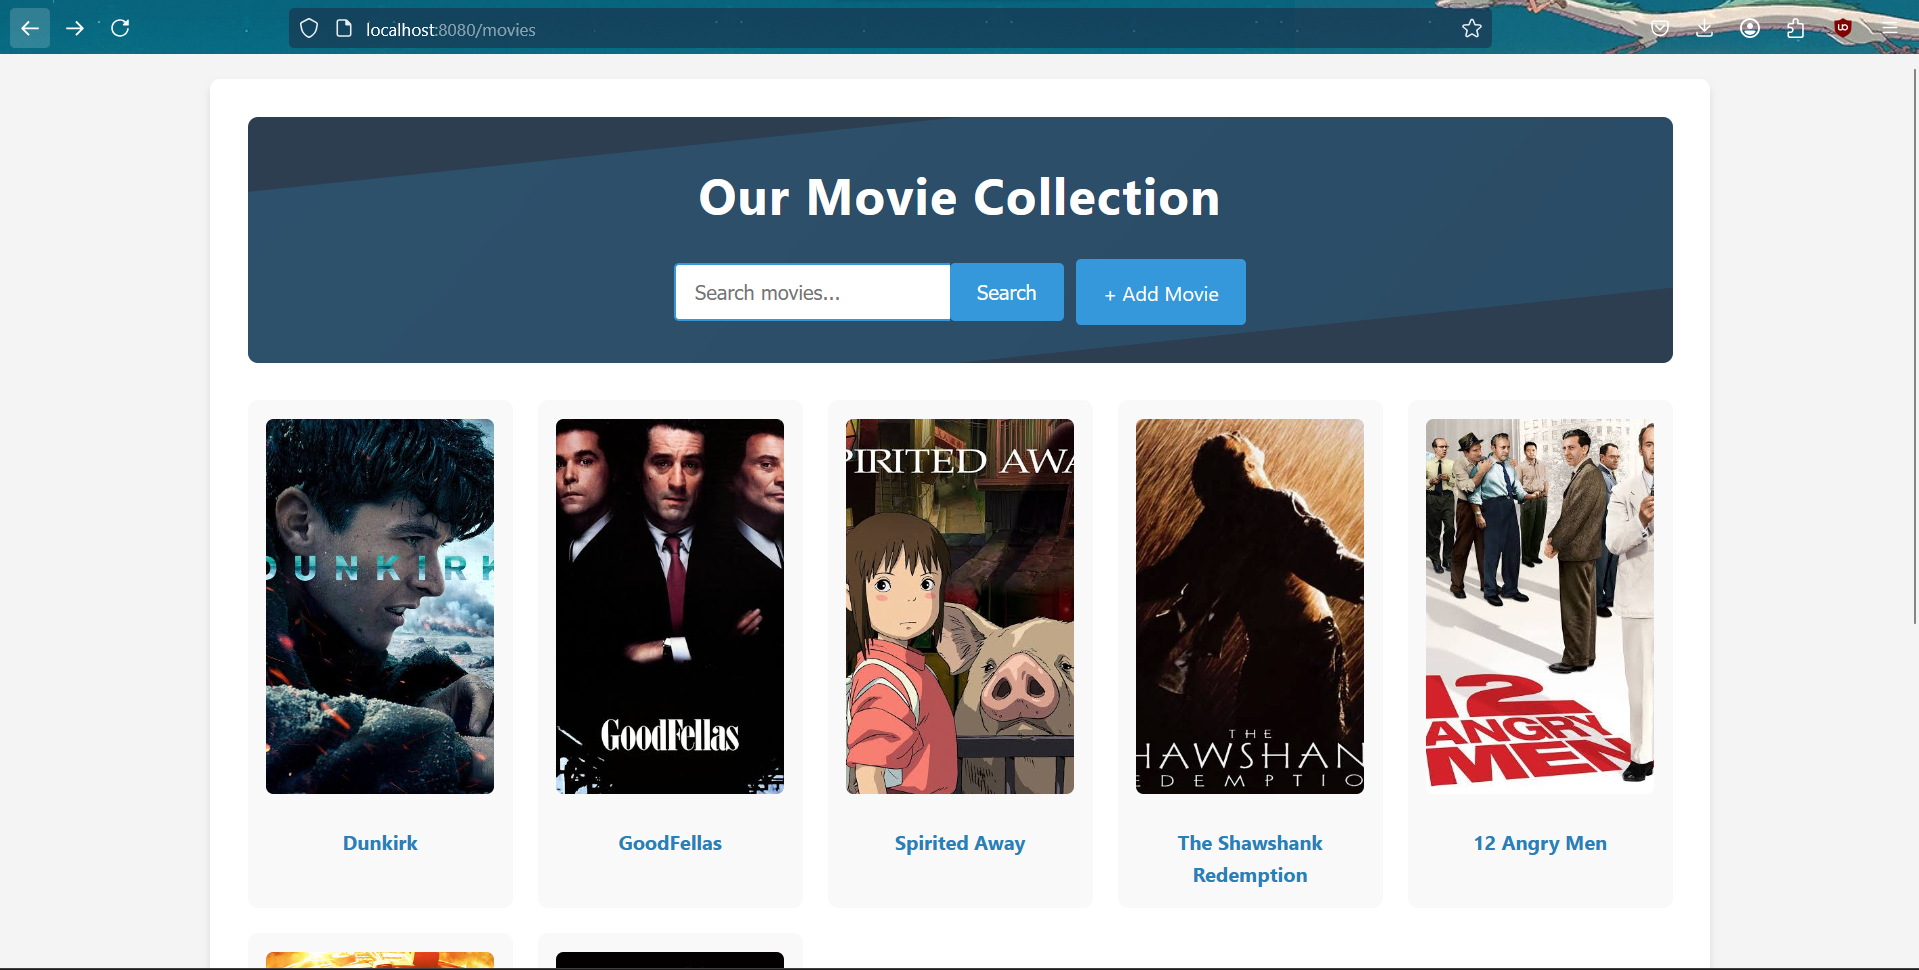 localhost:8080/movies
Our Movie Collection
Search movies...
Search
+ Add Movie
DUNKIRK
GOODFELLAS
PIRITED AWA
THE
HAWSHAN
EDEMPTIO
12
ANGRY
MEN
Dunkirk
GoodFellas
Spirited Away
The Shawshank
Redemption
12 Angry Men